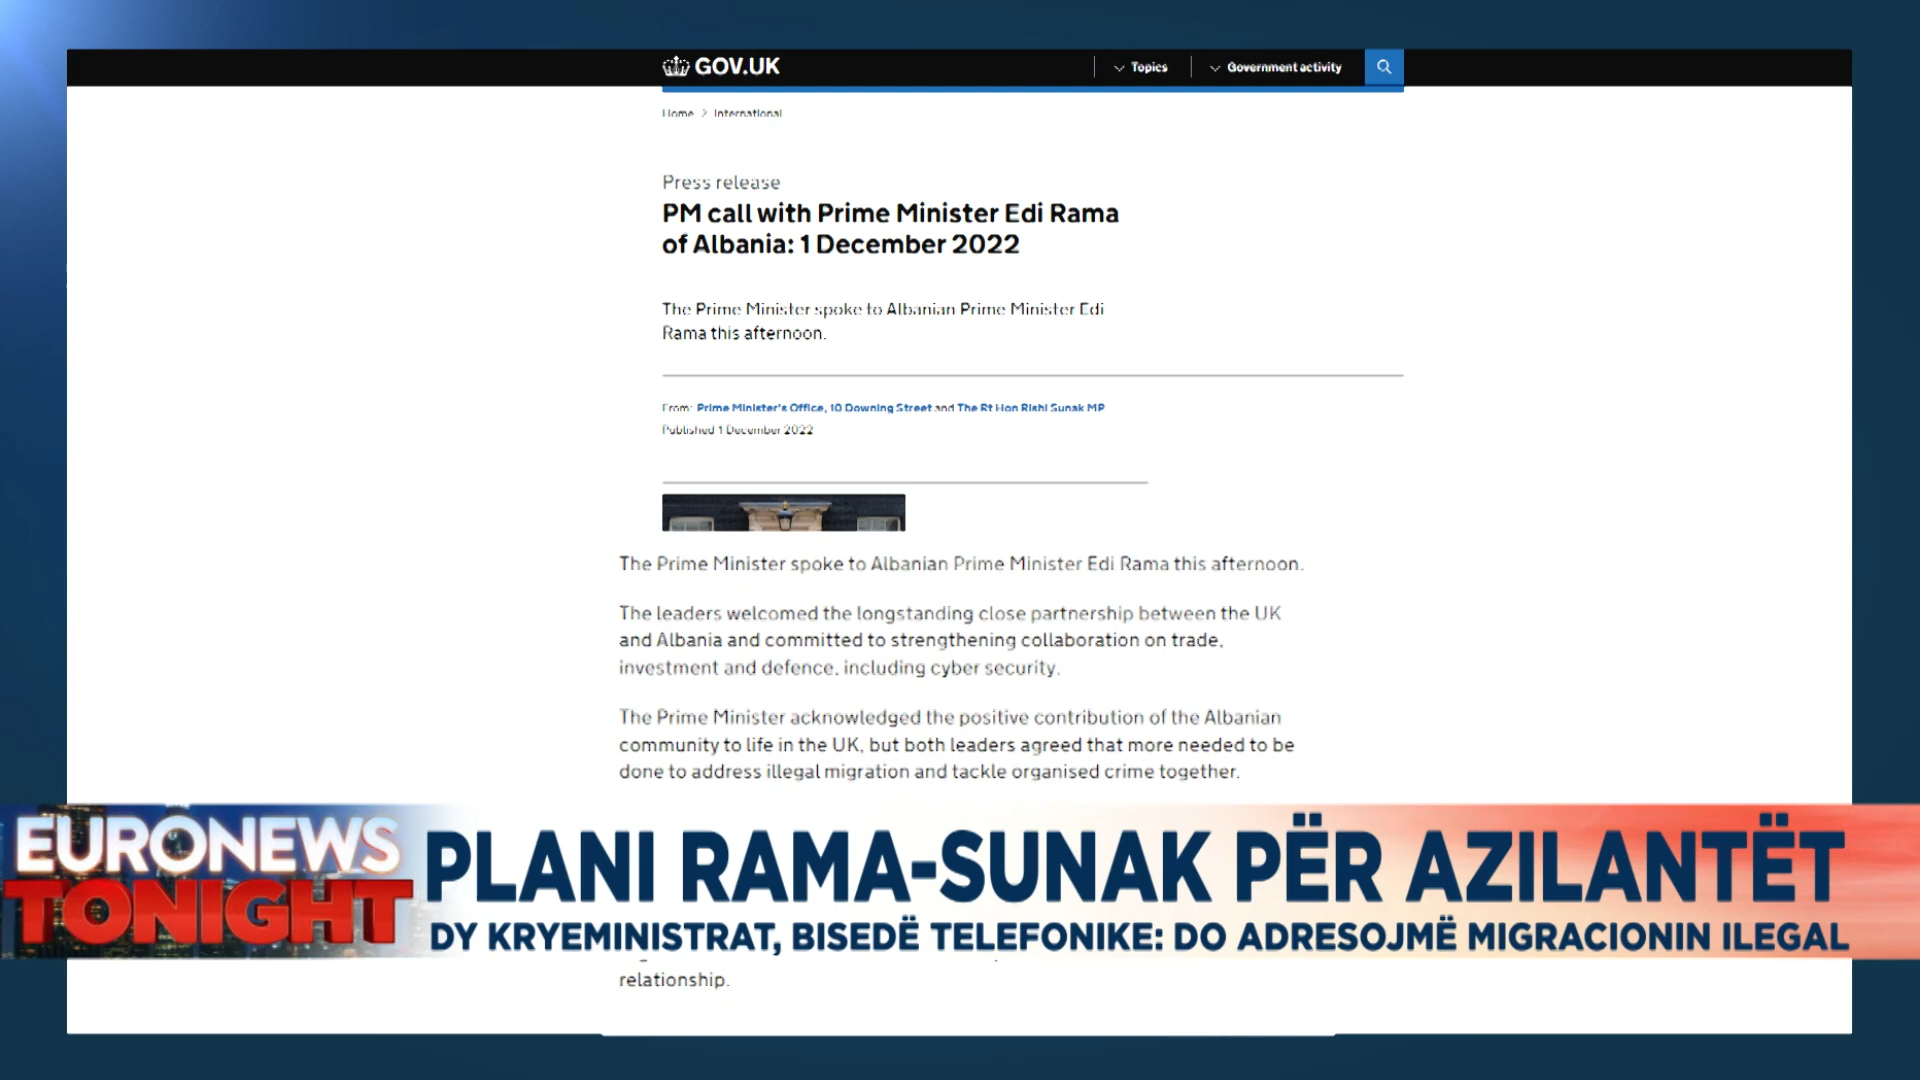 GOV.UK
Topics
Government activity
Home > International
Press release
PM call with Prime Minister Edi Rama
of Albania: 1 December 2022
The Prime Minister spoke to Albanian Prime Minister Edi
Rama this afternoon.
From: Prime Minister's Office, 10 Downing Street and The Rt Hon Rishi Sunak MP
Published 1 December 2022
The Prime Minister spoke to Albanian Prime Minister Edi Rama this afternoon.
The leaders welcomed the longstanding close partnership between the UK
and Albania and committed to strengthening collaboration on trade,
investment and defence, including cyber security.
The Prime Minister acknowledged the positive contribution of the Albanian
community to life in the UK, but both leaders agreed that more needed to be
done to address illegal migration and tackle organised crime together.
EURONEWS
TONIGHT
PLANI RAMA-SUNAK PËR AZILANTËT
DY KRYEMINISTRAT, BISEDË TELEFONIKE: DO ADRESOJMË MIGRACIONIN ILEGAL
relationship.